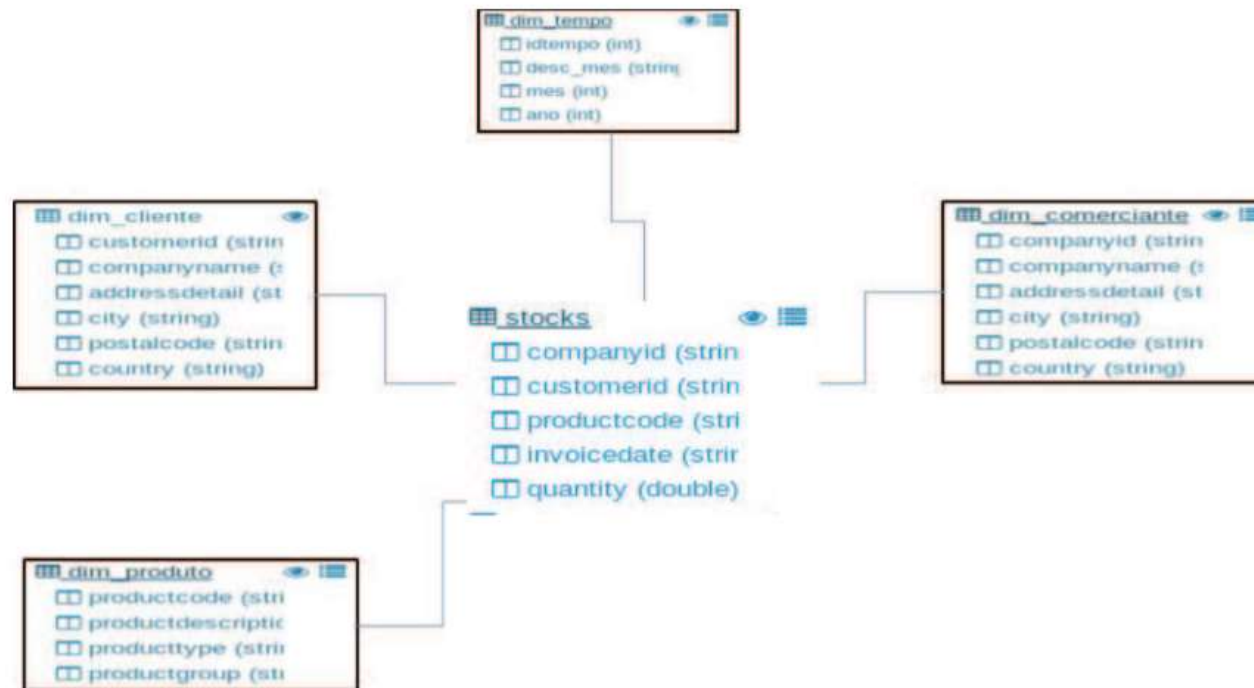 dim_tempo
idtempo (int)
desc_mes (string
mes (int)
ano (int)
dim_cliente
customerid (strin
companyname (s
addressdetail (st
city (string)
postalcode (strin
country (string)
stocks
companyid (strin
customerid (strin
productcode (stri
invoicedate (strin
quantity (double)
dim_comerciante
companyid (strin
companyname (s
addressdetail (st
city (string)
postalcode (strin
country (string)
dim_produto
productcode (stri
productdescriptic
producttype (strin
productgroup (sti